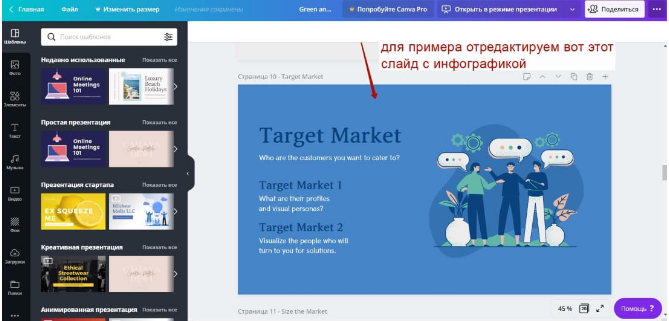 Главная Файл Изменить размер Изменения сохранены Green an... Попробуйте Canva Pro Открыть в режиме презентации Поделиться
Шаблоны
Фото
Элементы
Текст
Музыка
Видео
Фон
Загрузки
Папки
Поиск шаблонов
Недавно использованные Показать все
Online
Meetings
101
Luxury
Beach
Holidays
Простая презентация Показать все
Online
Meetings
101
Презентация стартапа Показать все
EX SQUEEZE
ME
Креативная презентация Показать все
Ethical
Streetwear
Collection
Анимированная презентация Показать все
для примера отредактируем вот этот
слайд с инфографикой
Страница 10 - Target Market
Target Market
Who are the customers you want to cater to?
Target Market 1
What are their profiles
and visual personas?
Target Market 2
Visualize the people who will
turn to you for solutions.
Страница 11 - Size the Market
45 %
Помощь ?